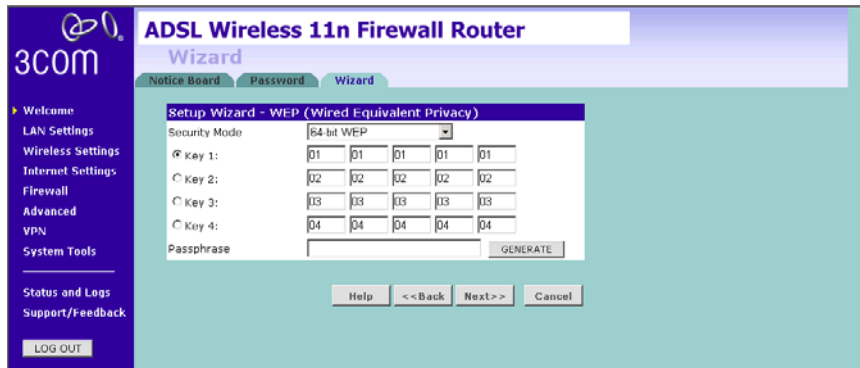 3COM
ADSL Wireless 11n Firewall Router
Wizard
Notice Board Password Wizard
Welcome
LAN Settings
Wireless Settings
Internet Settings
Firewall
Advanced
VPN
System Tools
Status and Logs
Support/Feedback
LOG OUT
Setup Wizard - WEP (Wired Equivalent Privacy)
Security Mode 64-bit WEP
Key 1: 01 01 01 01 01
Key 2: 02 02 02 02 02
Key 3: 03 03 03 03 03
Key 4: 04 04 04 04 04
Passphrase GENERATE
Help <<Back Next>> Cancel